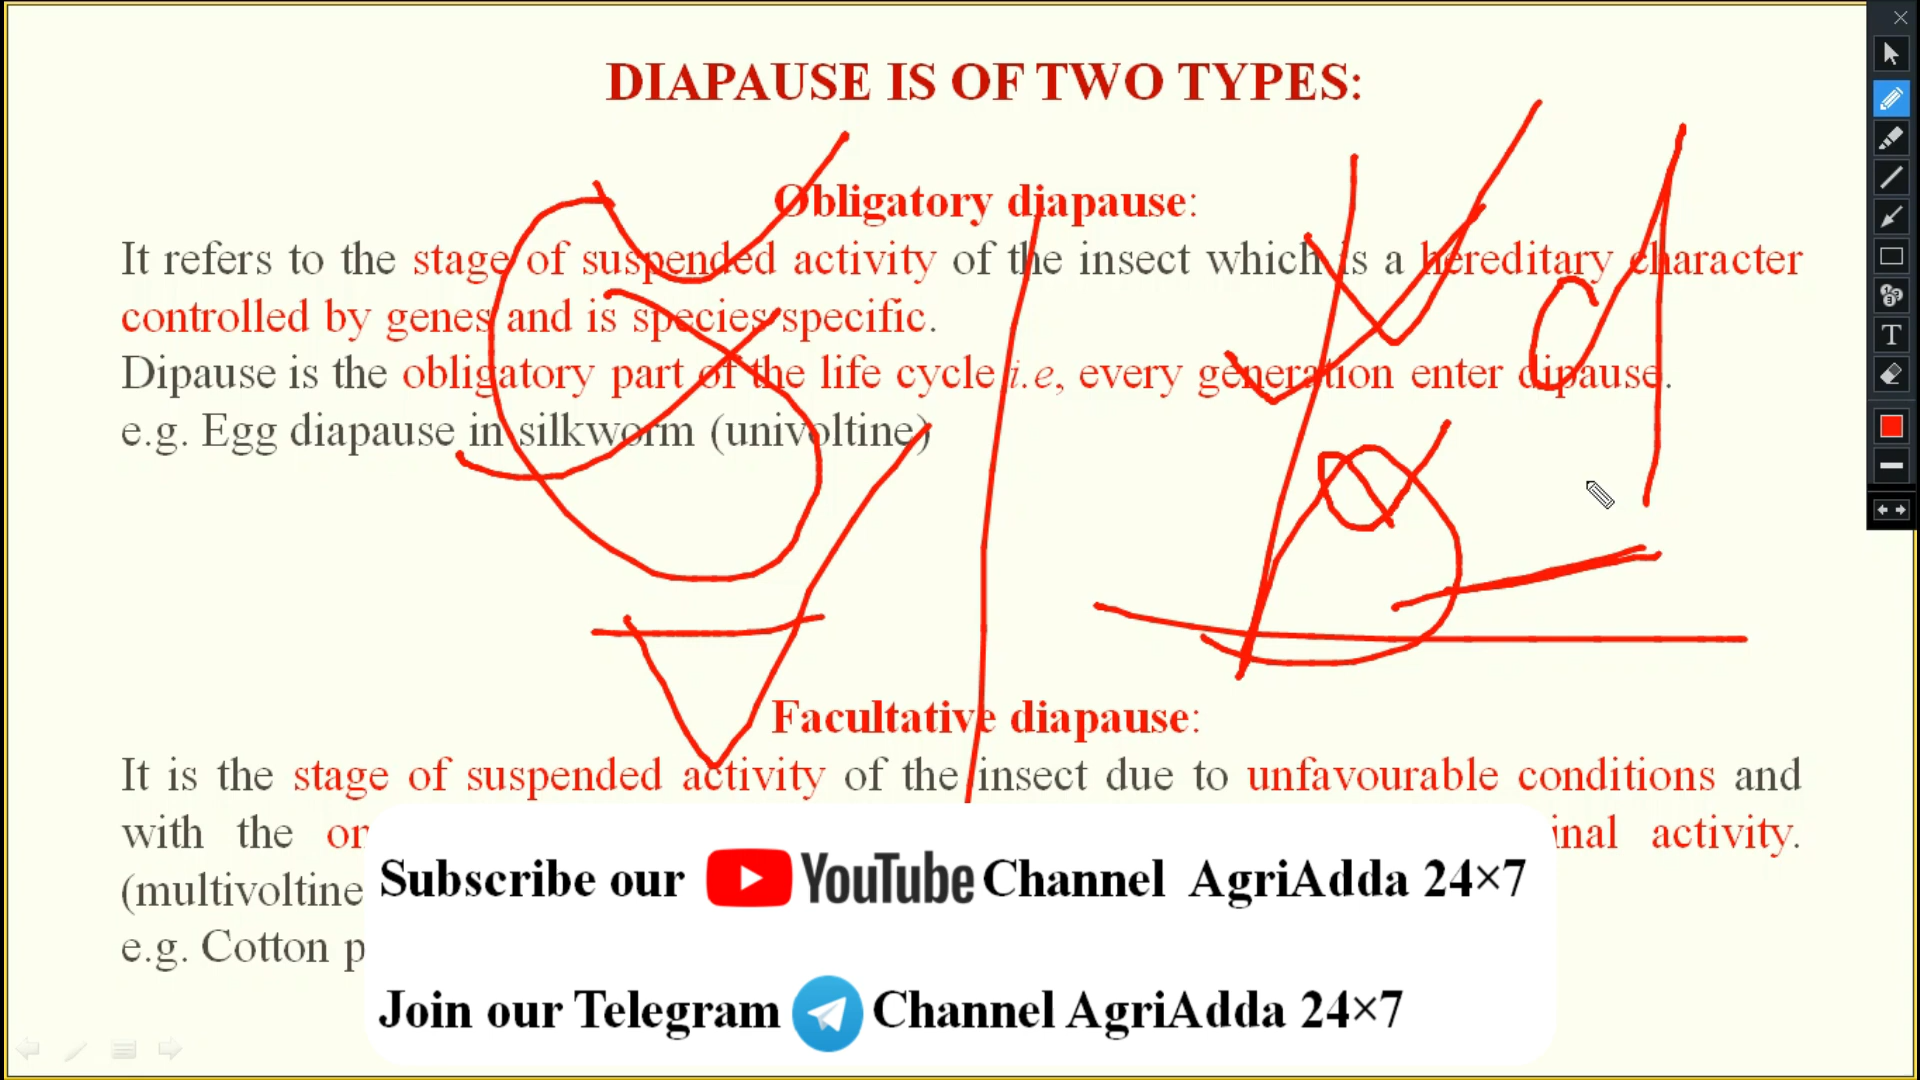 DIAPAUSE IS OF TWO TYPES:
Obligatory diapause:
It refers to the stage of suspended activity of the insect which is a hereditary character
controlled by genes and is species specific.
Dipause is the obligatory part of the life cycle i.e, every generation enter dipause.
e.g. Egg diapause in silkworm (univoltine)
Facultative diapause:
It is the stage of suspended activity of the insect due to unfavourable conditions and
with the activity.
(multivoltine
e.g. Cotton
Subscribe our YouTube Channel AgriAdda 24×7
Join our Telegram Channel AgriAdda 24×7